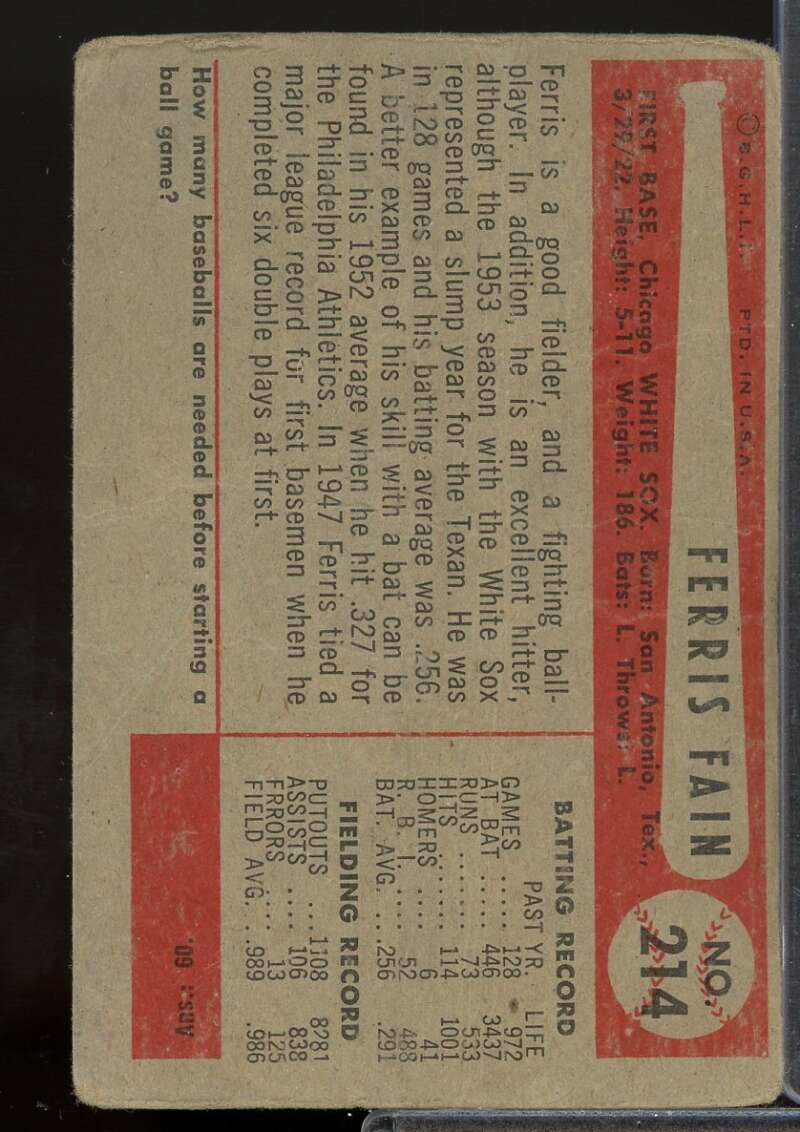 © B.G.H.L.I. PTD. IN U.S.A.
FERRIS FAIN
NO.
214
FIRST BASE, Chicago WHITE SOX. Born: San Antonio, Tex.,
3/29/22. Height: 5-11. Weight: 186. Bats: L. Throws: L.
Ferris is a good fielder, and a fighting ball-
player. In addition, he is an excellent hitter,
although the 1953 season with the White Sox
represented a slump year for the Texan. He was
in 128 games and his batting average was .256.
A better example of his skill with a bat can be
found in his 1952 average when he hit .327 for
the Philadelphia Athletics. In 1947 Ferris tied a
major league record for first basemen when he
completed six double plays at first.
BATTING RECORD
PAST YR. LIFE
GAMES ..... 128 972
AT BAT ..... 446 3437
RUNS ....... 73 533
HITS ....... 114 1001
HOMERS .... 6 41
R. B. I. .... 52 488
BAT. AVG. . .256 .291
FIELDING RECORD
PUTOUTS ... 1108 8281
ASSISTS .... 106 838
ERRORS .... 13 125
FIELD AVG. . .989 .986
How many baseballs are needed before starting a
ball game?
Ans.: 60.